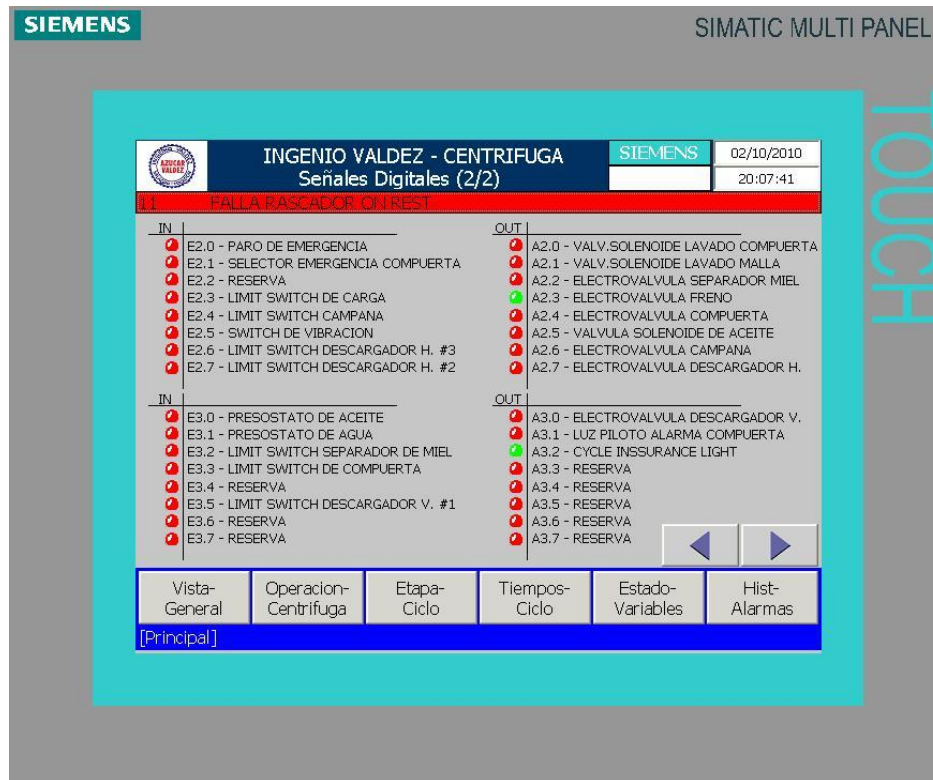 SIEMENS
SIMATIC MULTI PANEL
TOUCH
AZUCAR
VALDEZ
INGENIO VALDEZ - CENTRIFUGA
Señales Digitales (2/2)
SIEMENS
02/10/2010
20:07:41
11 FALLA RASCADOR ON REST
IN
E2.0 - PARO DE EMERGENCIA
E2.1 - SELECTOR EMERGENCIA COMPUERTA
E2.2 - RESERVA
E2.3 - LIMIT SWITCH DE CARGA
E2.4 - LIMIT SWITCH CAMPANA
E2.5 - SWITCH DE VIBRACION
E2.6 - LIMIT SWITCH DESCARGADOR H. #3
E2.7 - LIMIT SWITCH DESCARGADOR H. #2
OUT
A2.0 - VALV.SOLENOIDE LAVADO COMPUERTA
A2.1 - VALV.SOLENOIDE LAVADO MALLA
A2.2 - ELECTROVALVULA SEPARADOR MIEL
A2.3 - ELECTROVALVULA FRENO
A2.4 - ELECTROVALVULA COMPUERTA
A2.5 - VALVULA SOLENOIDE DE ACEITE
A2.6 - ELECTROVALVULA CAMPANA
A2.7 - ELECTROVALVULA DESCARGADOR H.
IN
E3.0 - PRESOSTATO DE ACEITE
E3.1 - PRESOSTATO DE AGUA
E3.2 - LIMIT SWITCH SEPARADOR DE MIEL
E3.3 - LIMIT SWITCH DE COMPUERTA
E3.4 - RESERVA
E3.5 - LIMIT SWITCH DESCARGADOR V. #1
E3.6 - RESERVA
E3.7 - RESERVA
OUT
A3.0 - ELECTROVALVULA DESCARGADOR V.
A3.1 - LUZ PILOTO ALARMA COMPUERTA
A3.2 - CYCLE INSSURANCE LIGHT
A3.3 - RESERVA
A3.4 - RESERVA
A3.5 - RESERVA
A3.6 - RESERVA
A3.7 - RESERVA
Vista-
General
Operacion-
Centrifuga
Etapa-
Ciclo
Tiempos-
Ciclo
Estado-
Variables
Hist-
Alarmas
[Principal]